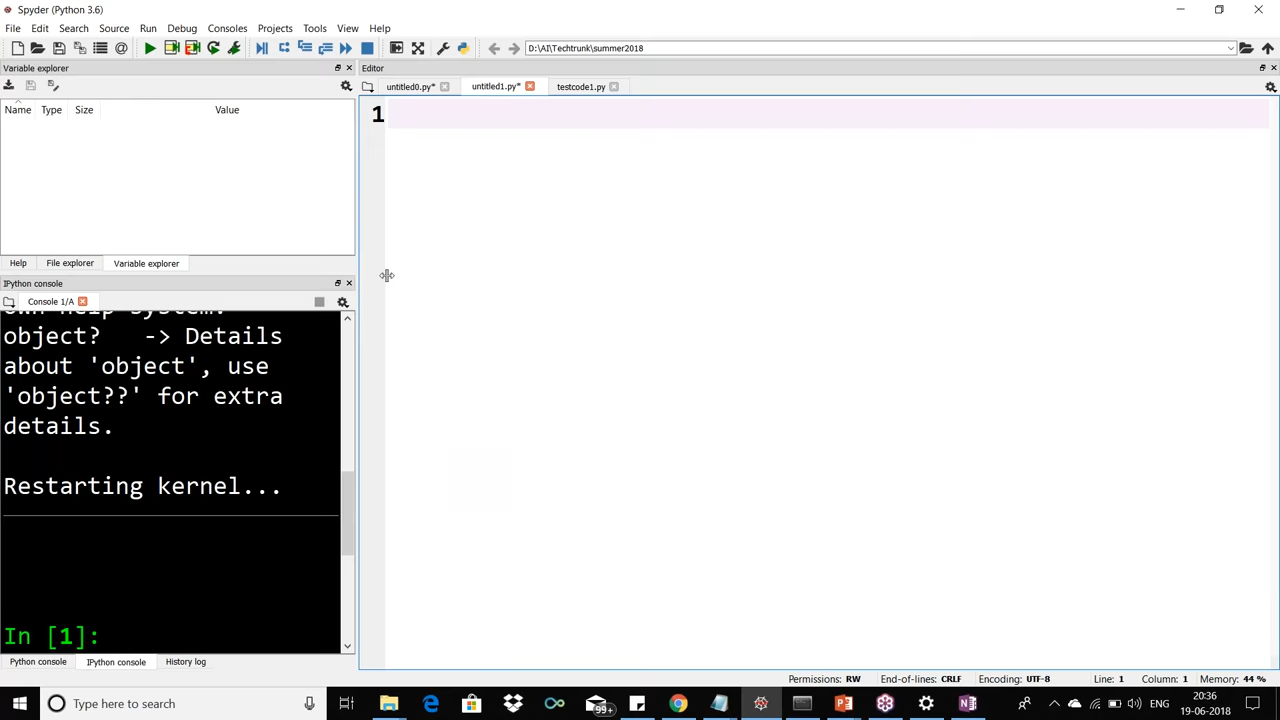 Spyder (Python 3.6)
File Edit Search Source Run Debug Consoles Projects Tools View Help
D:\AI\Techtrunk\summer2018
Variable explorer
Editor
untitled0.py* untitled1.py* testcode1.py
Name Type Size Value
1
Help File explorer Variable explorer
IPython console
Console 1/A
own help system.
object? -> Details
about 'object', use
'object??' for extra
details.
Restarting kernel...
In [1]:
Python console IPython console History log
Permissions: RW End-of-lines: CRLF Encoding: UTF-8 Line: 1 Column: 1 Memory: 44 %
Type here to search
99+
ENG
20:36
19-06-2018